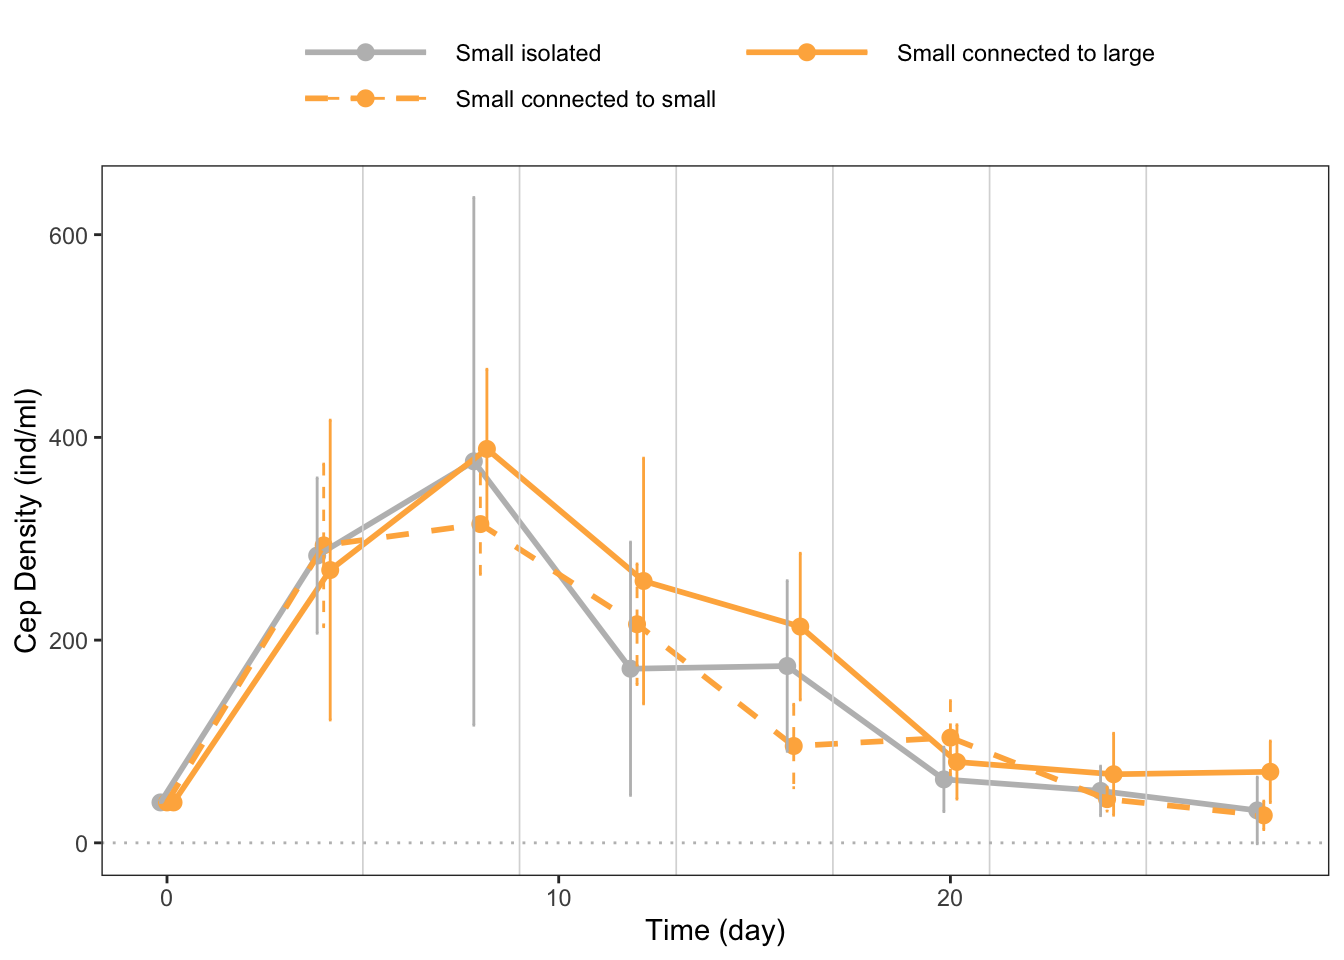 Small isolated
Small connected to large
Small connected to small
Cep Density (ind/ml)
600
400
200
0
0
10
20
Time (day)